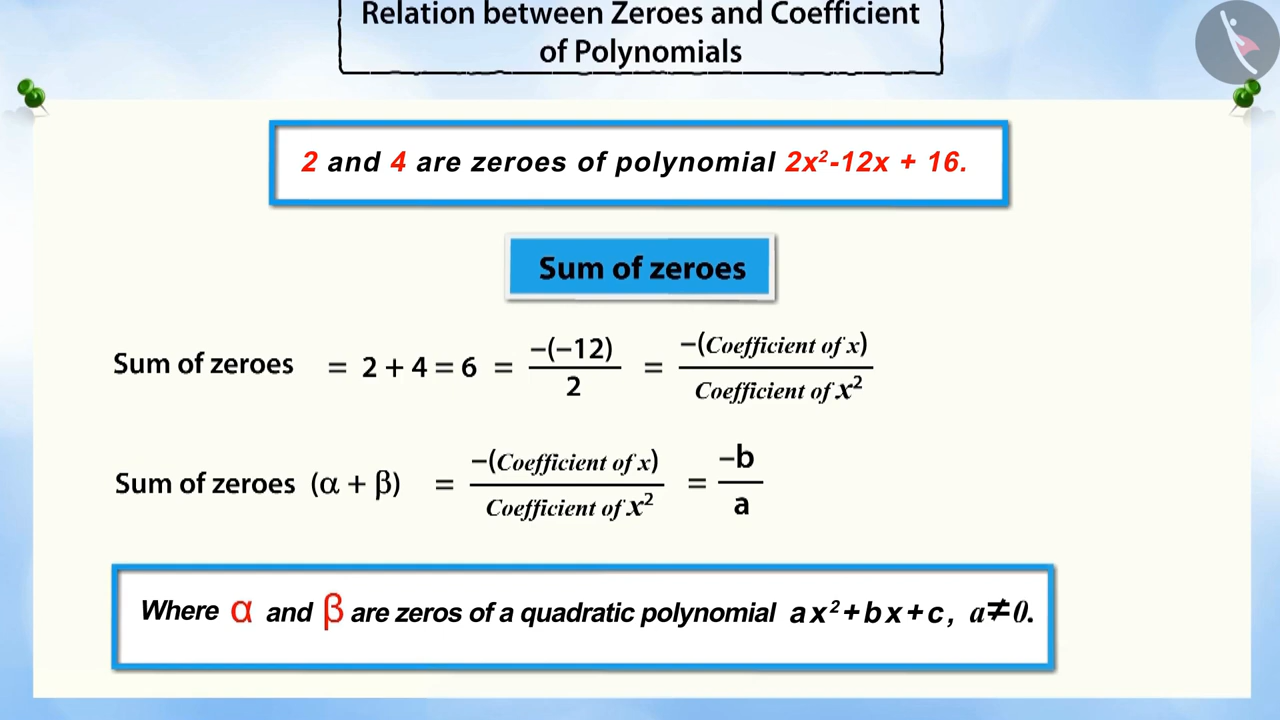 Relation between Zeroes and Coefficient
of Polynomials
2 and 4 are zeroes of polynomial 2x²-12x + 16.
Sum of zeroes
Sum of zeroes = 2 + 4 = 6 = −(−12)/2 = −(Coefficient of x)/Coefficient of x²
Sum of zeroes (α + β) = −(Coefficient of x)/Coefficient of x² = −b/a
Where α and β are zeros of a quadratic polynomial ax²+bx+c, a≠0.